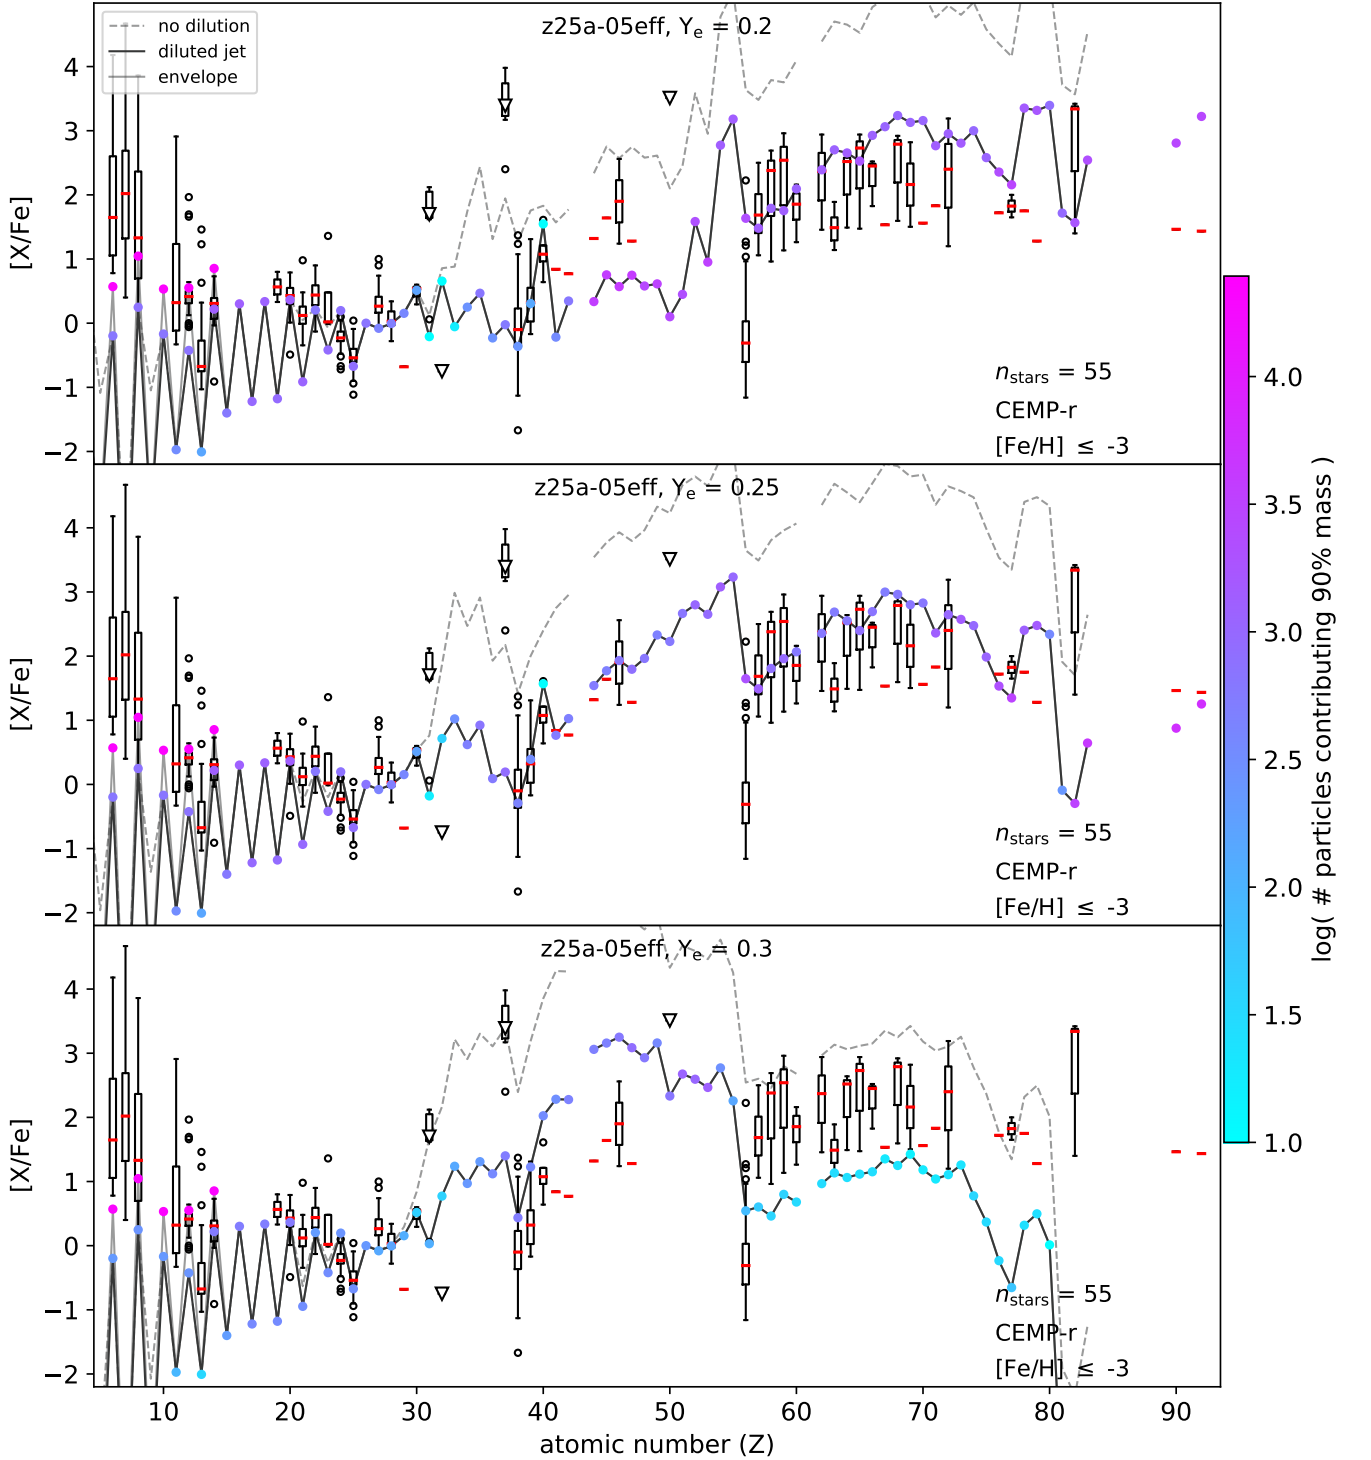 z25a-05eff, Yₑ = 0.2
no dilution
diluted jet
envelope
4
3
2
1
0
−1
−2
[X/Fe]
n_stars = 55
CEMP-r
[Fe/H] ≤ -3
z25a-05eff, Yₑ = 0.25
4
3
2
1
0
−1
−2
[X/Fe]
n_stars = 55
CEMP-r
[Fe/H] ≤ -3
z25a-05eff, Yₑ = 0.3
4
3
2
1
0
−1
−2
[X/Fe]
n_stars = 55
CEMP-r
[Fe/H] ≤ -3
10 20 30 40 50 60 70 80 90
atomic number (Z)
4.0
3.5
3.0
2.5
2.0
1.5
1.0
log( # particles contributing 90% mass )